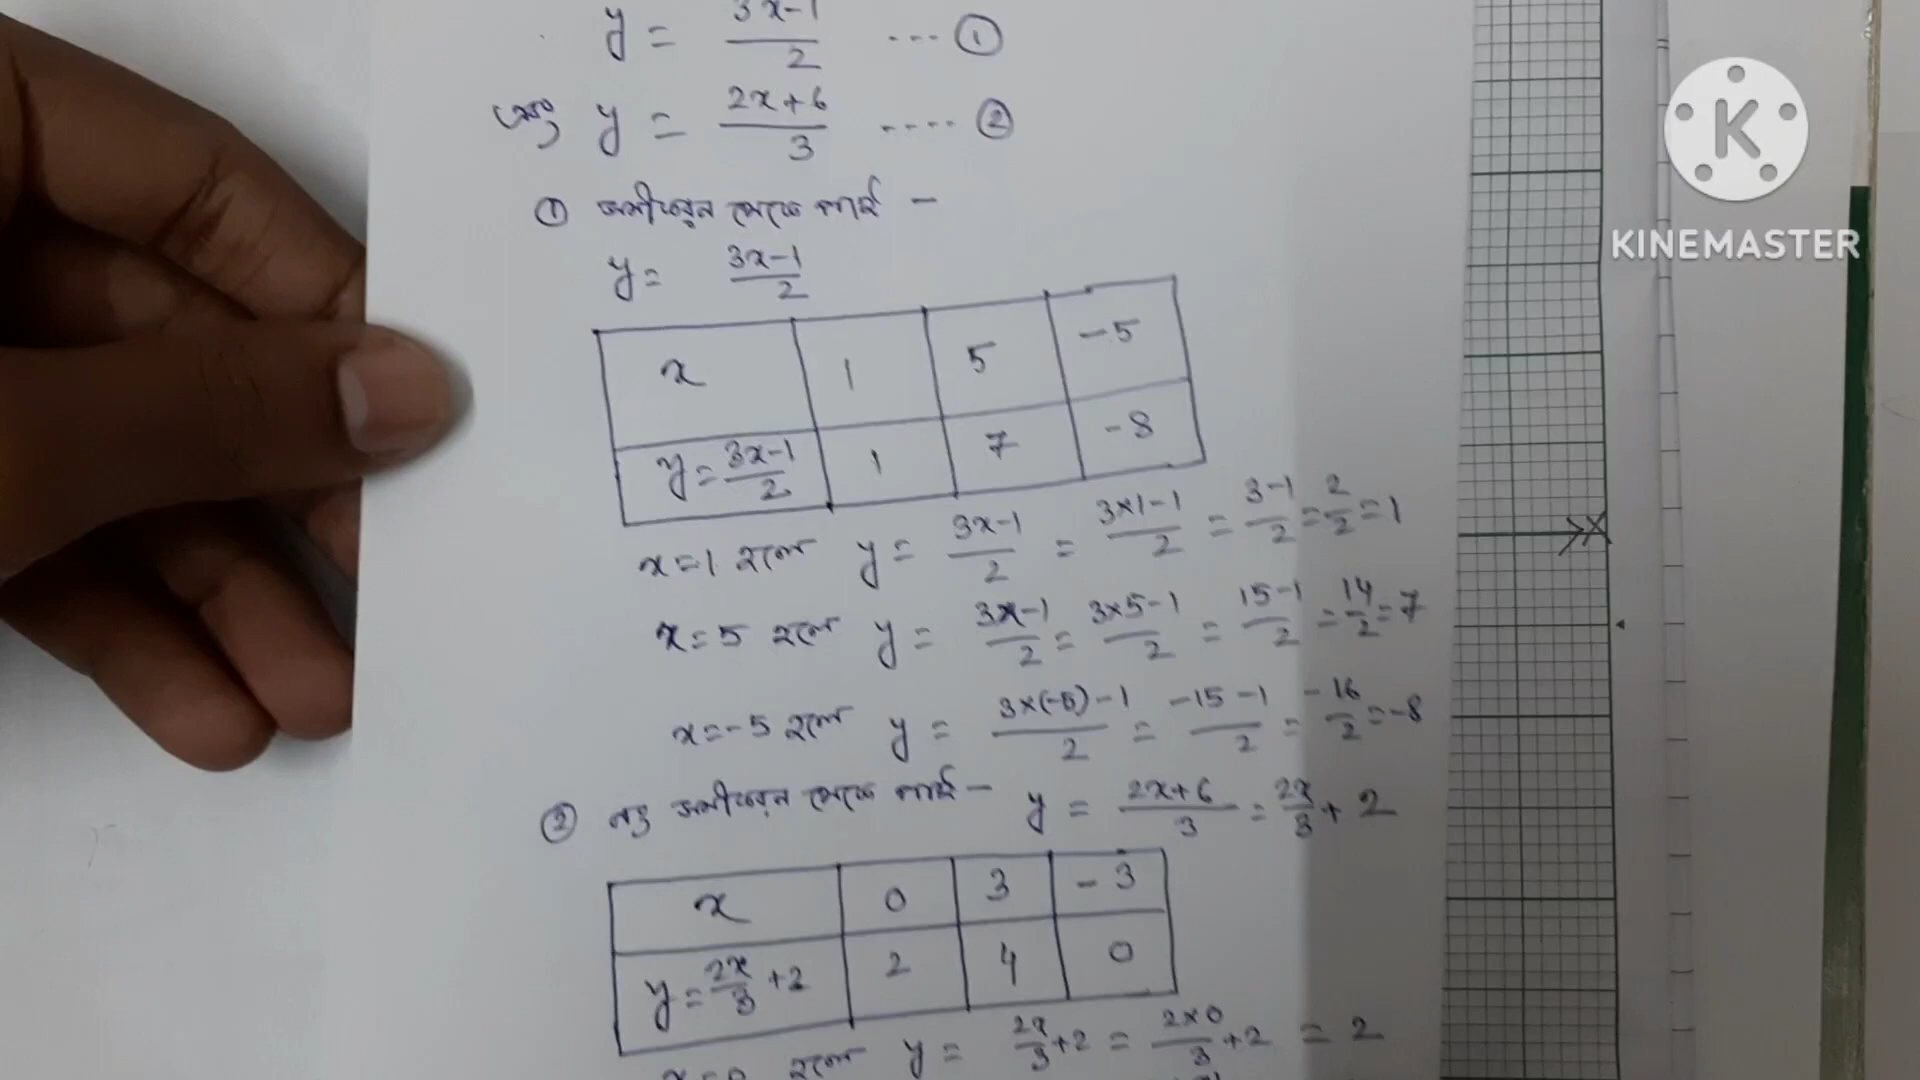 y = 3x-1/2 ---- ①
এবং y = 2x+6/3 ---- ②
① সমীকরন থেকে পাই -
y = 3x-1/2
x 1 5 -5
y = 3x-1/2 1 7 -8
x=1 হলে y = 3x-1/2 = 3×1-1/2 = 3-1/2 = 2/2 = 1
x=5 হলে y = 3x-1/2 = 3×5-1/2 = 15-1/2 = 14/2 = 7
x=-5 হলে y = 3×(-5)-1/2 = -15-1/2 = -16/2 = -8
② নং সমীকরন থেকে পাই - y = 2x+6/3 = 2x/3 + 2
x 0 3 -3
y = 2x/3 +2 2 4 0
x=0 হলে y = 2x/3 +2 = 2×0/3 +2 = 2
X
K
KINEMASTER